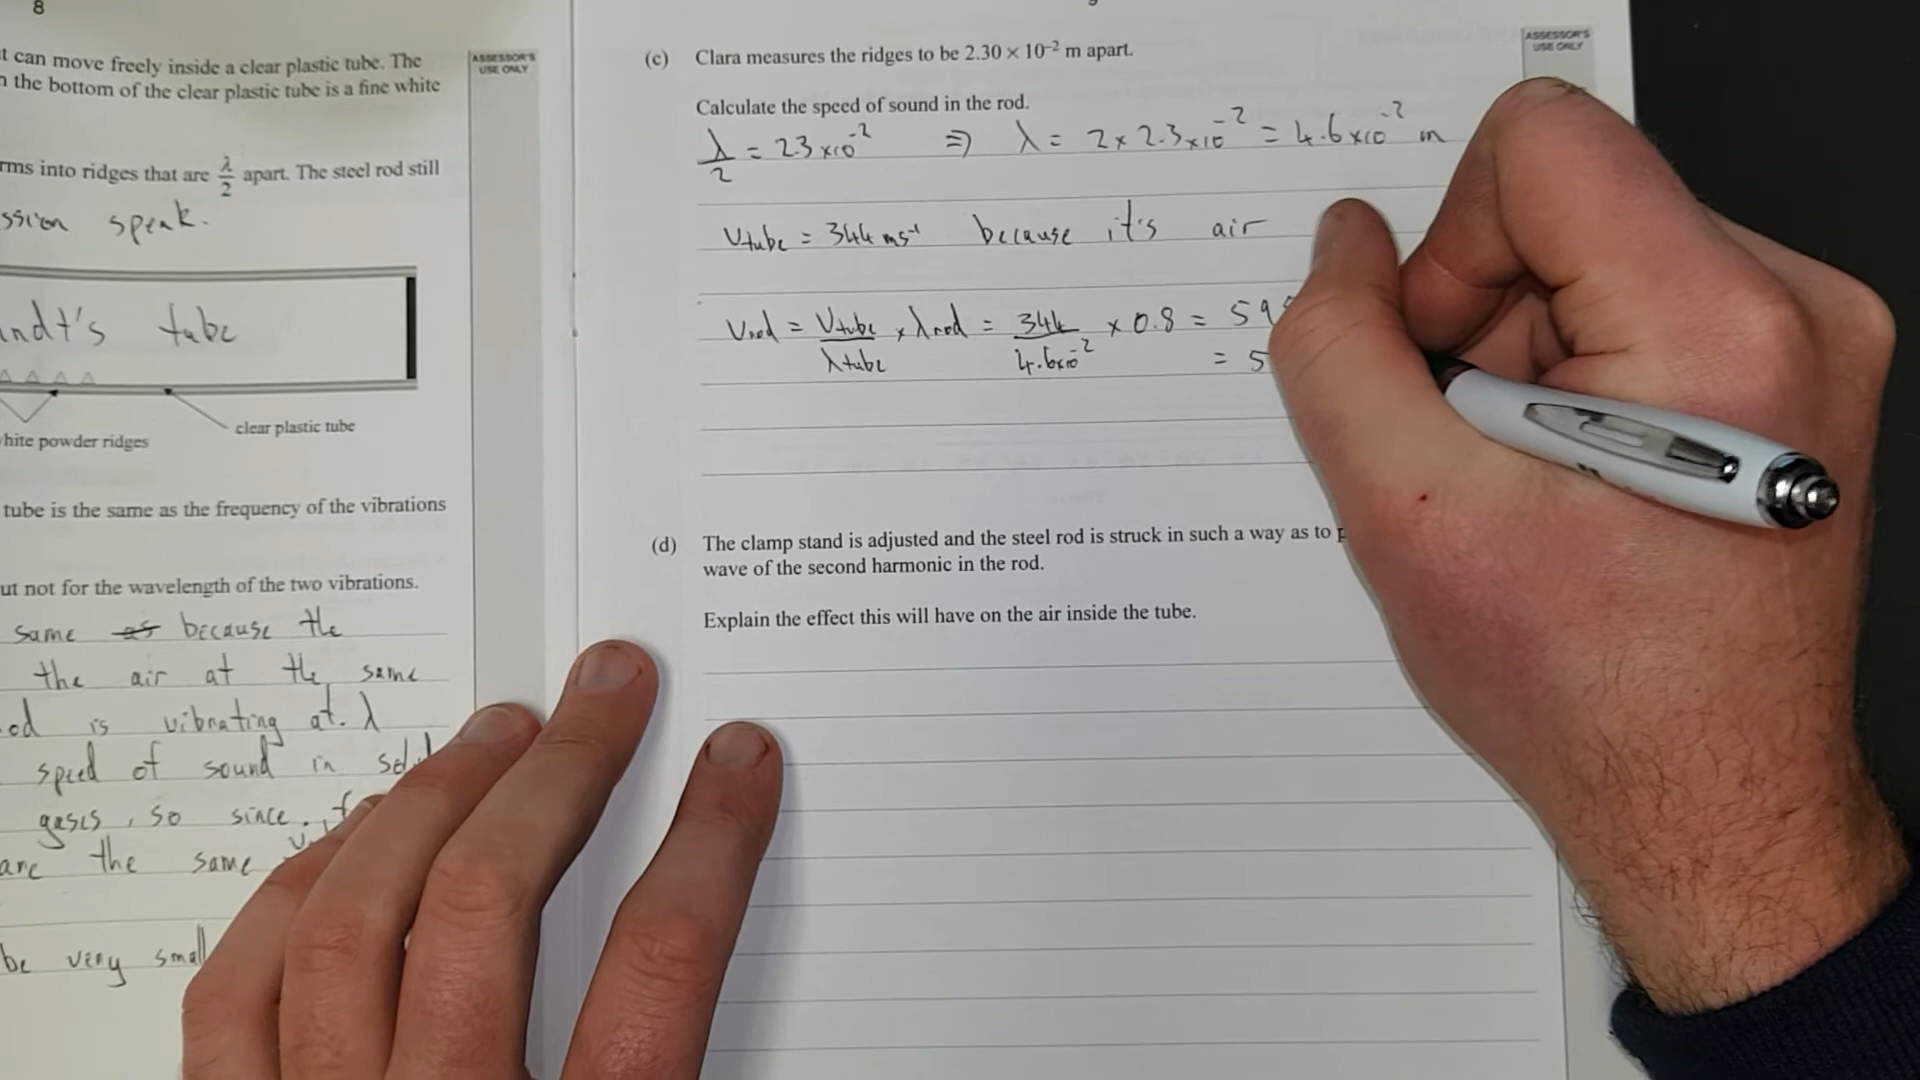 8
t can move freely inside a clear plastic tube. The
the bottom of the clear plastic tube is a fine white
ASSESSOR'S
USE ONLY
rms into ridges that are λ/2 apart. The steel rod still
ssion speak.
ndt's tube
clear plastic tube
hite powder ridges
tube is the same as the frequency of the vibrations
ut not for the wavelength of the two vibrations.
same as because the
the air at the same
od is vibrating at. λ
speed of sound in
gases, so since. f
are the same
be very small
ASSESSOR'S
USE ONLY
(c) Clara measures the ridges to be 2.30 × 10⁻² m apart.
Calculate the speed of sound in the rod.
λ/2 = 2.3 ×10⁻² ⇒ λ = 2 × 2.3 ×10⁻² = 4.6 ×10⁻² m
Vtube = 344 ms⁻¹ because it's air
Vrod = Vtube/λtube × λrod = 344/4.6×10⁻² × 0.8 = 59
= 5
(d) The clamp stand is adjusted and the steel rod is struck in such a way as to
wave of the second harmonic in the rod.
Explain the effect this will have on the air inside the tube.